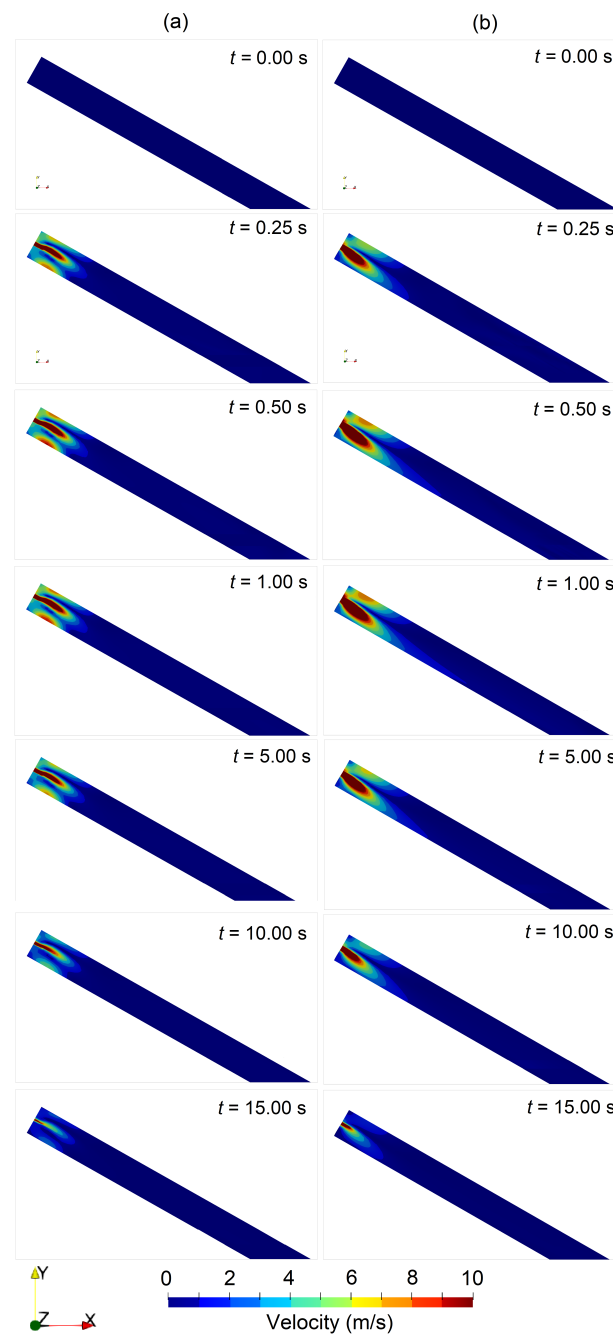 (a) (b)
t = 0.00 s t = 0.00 s
t = 0.25 s t = 0.25 s
t = 0.50 s t = 0.50 s
t = 1.00 s t = 1.00 s
t = 5.00 s t = 5.00 s
t = 10.00 s t = 10.00 s
t = 15.00 s t = 15.00 s
Y
Z X
0 2 4 6 8 10
Velocity (m/s)